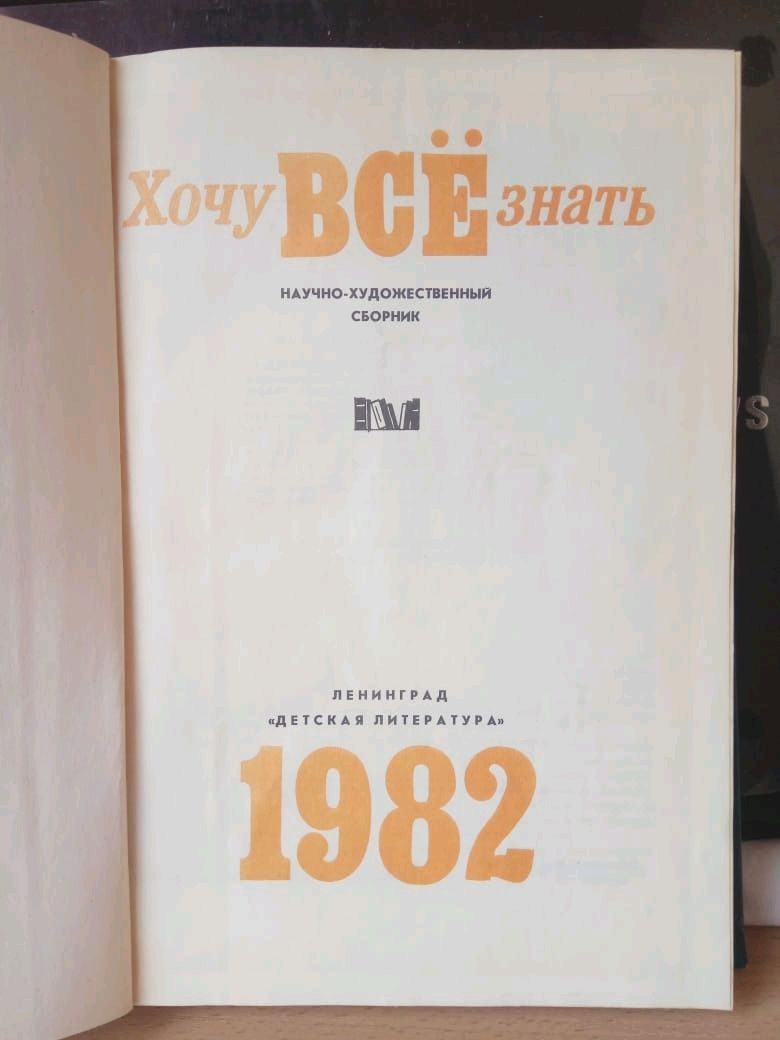 Хочу ВСЁ знать
НАУЧНО-ХУДОЖЕСТВЕННЫЙ
СБОРНИК
ЛЕНИНГРАД
«ДЕТСКАЯ ЛИТЕРАТУРА»
1982